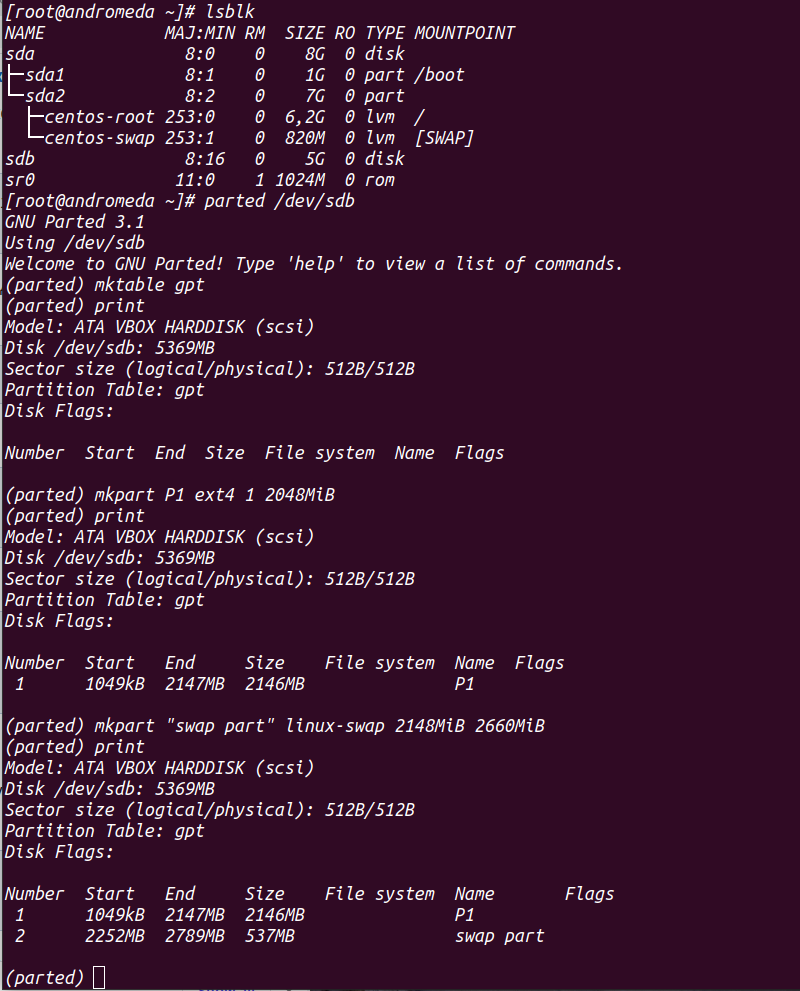 [root@andromeda ~]# lsblk
NAME            MAJ:MIN RM  SIZE RO TYPE MOUNTPOINT
sda               8:0    0    8G  0 disk
├─sda1            8:1    0    1G  0 part /boot
└─sda2            8:2    0    7G  0 part
  ├─centos-root 253:0    0  6,2G  0 lvm  /
  └─centos-swap 253:1    0  820M  0 lvm  [SWAP]
sdb               8:16   0    5G  0 disk
sr0              11:0    1 1024M  0 rom
[root@andromeda ~]# parted /dev/sdb
GNU Parted 3.1
Using /dev/sdb
Welcome to GNU Parted! Type 'help' to view a list of commands.
(parted) mktable gpt
(parted) print
Model: ATA VBOX HARDDISK (scsi)
Disk /dev/sdb: 5369MB
Sector size (logical/physical): 512B/512B
Partition Table: gpt
Disk Flags:

Number  Start  End  Size  File system  Name  Flags

(parted) mkpart P1 ext4 1 2048MiB
(parted) print
Model: ATA VBOX HARDDISK (scsi)
Disk /dev/sdb: 5369MB
Sector size (logical/physical): 512B/512B
Partition Table: gpt
Disk Flags:

Number  Start   End     Size    File system  Name  Flags
 1      1049kB  2147MB  2146MB               P1

(parted) mkpart "swap part" linux-swap 2148MiB 2660MiB
(parted) print
Model: ATA VBOX HARDDISK (scsi)
Disk /dev/sdb: 5369MB
Sector size (logical/physical): 512B/512B
Partition Table: gpt
Disk Flags:

Number  Start   End     Size    File system  Name       Flags
 1      1049kB  2147MB  2146MB               P1
 2      2252MB  2789MB  537MB                swap part

(parted)